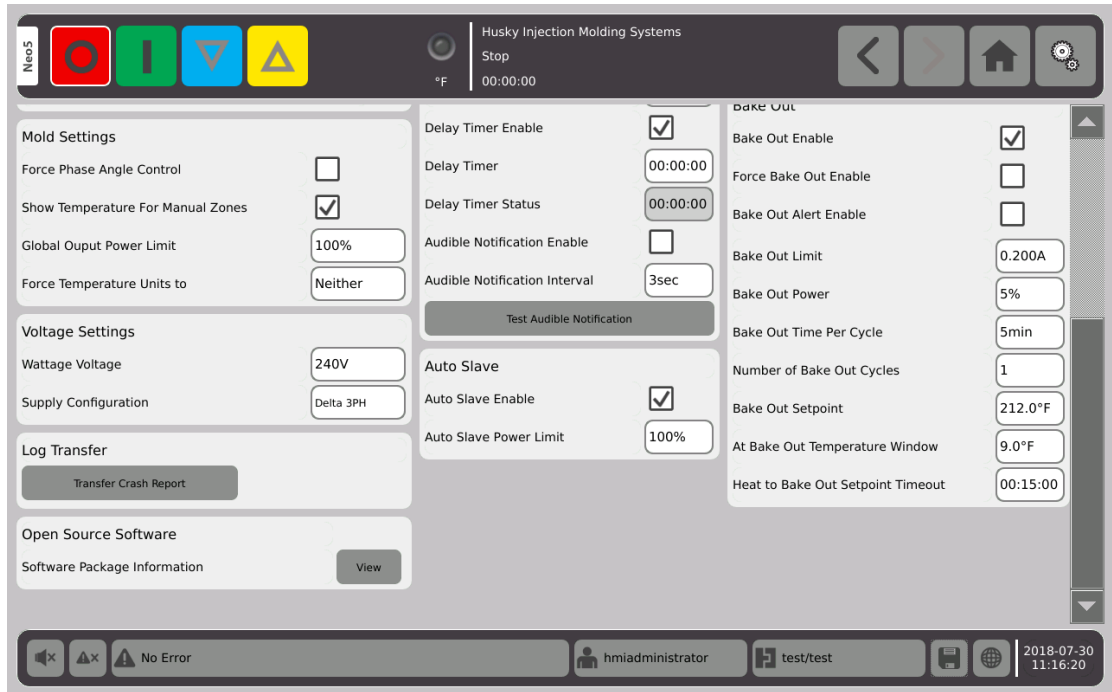 Neo5
°F
Husky Injection Molding Systems
Stop
00:00:00
Mold Settings
Force Phase Angle Control
Show Temperature For Manual Zones
Global Ouput Power Limit 100%
Force Temperature Units to Neither
Voltage Settings
Wattage Voltage 240V
Supply Configuration Delta 3PH
Log Transfer
Transfer Crash Report
Open Source Software
Software Package Information View
Delay Timer Enable
Delay Timer 00:00:00
Delay Timer Status 00:00:00
Audible Notification Enable
Audible Notification Interval 3sec
Test Audible Notification
Auto Slave
Auto Slave Enable
Auto Slave Power Limit 100%
Bake Out
Bake Out Enable
Force Bake Out Enable
Bake Out Alert Enable
Bake Out Limit 0.200A
Bake Out Power 5%
Bake Out Time Per Cycle 5min
Number of Bake Out Cycles 1
Bake Out Setpoint 212.0°F
At Bake Out Temperature Window 9.0°F
Heat to Bake Out Setpoint Timeout 00:15:00
No Error
hmiadministrator
test/test
2018-07-30
11:16:20